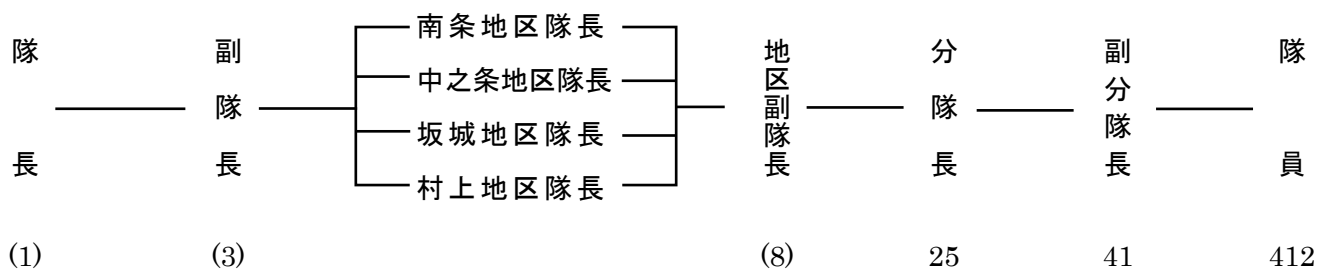 隊長
副隊長
南条地区隊長
中之条地区隊長
坂城地区隊長
村上地区隊長
地区副隊長
分隊長
副分隊長
隊員
(1) (3) (8) 25 41 412